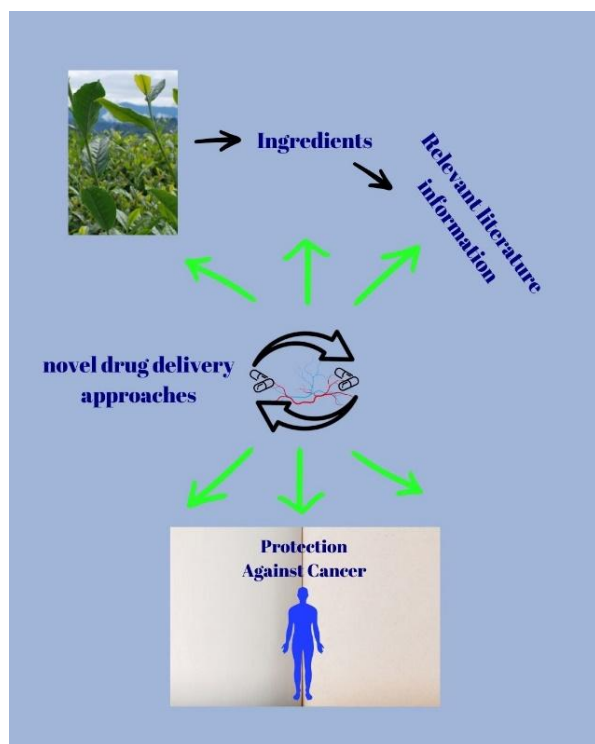 Ingredients
Relevant literature
information
novel drug delivery
approaches
Protection
Against Cancer